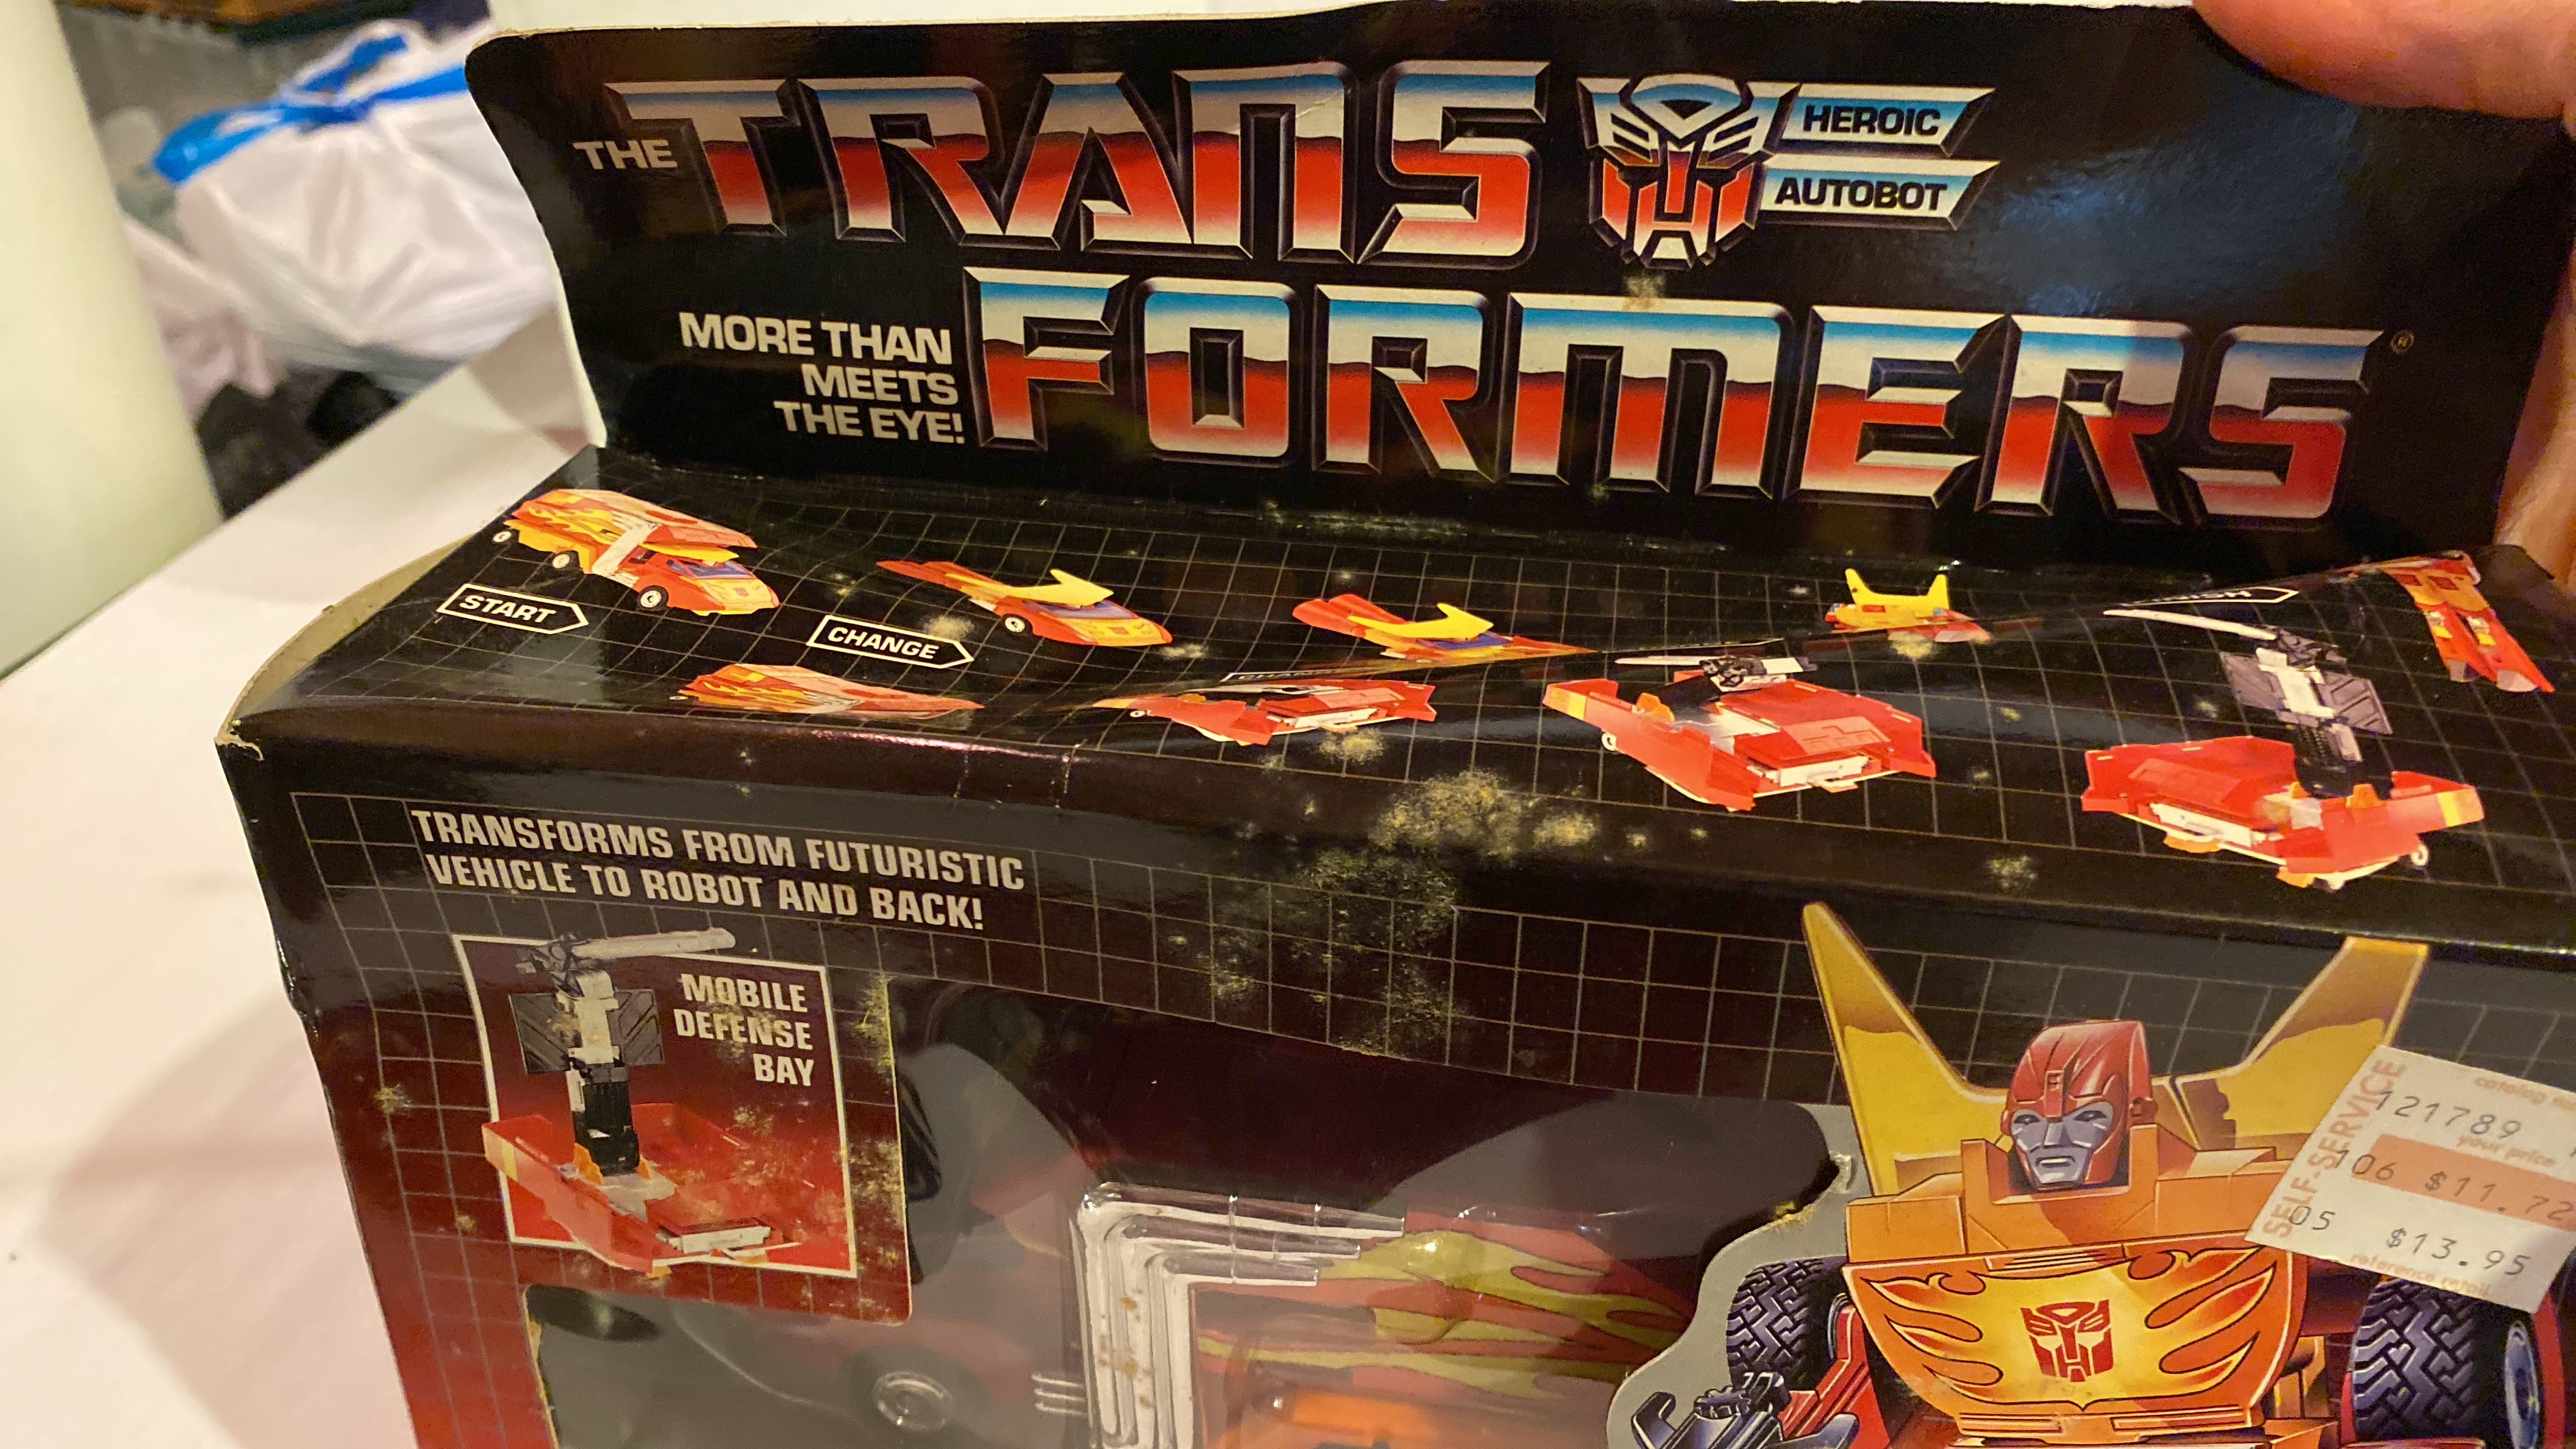 THE TRANS
HEROIC
AUTOBOT
MORE THAN
MEETS
THE EYE!
FORMERS®
START
CHANGE
TRANSFORMS FROM FUTURISTIC
VEHICLE TO ROBOT AND BACK!
MOBILE
DEFENSE
BAY
SELF-SERVICE
catalog
121789
your price
106 $11.72
05 $13.95
reference retail